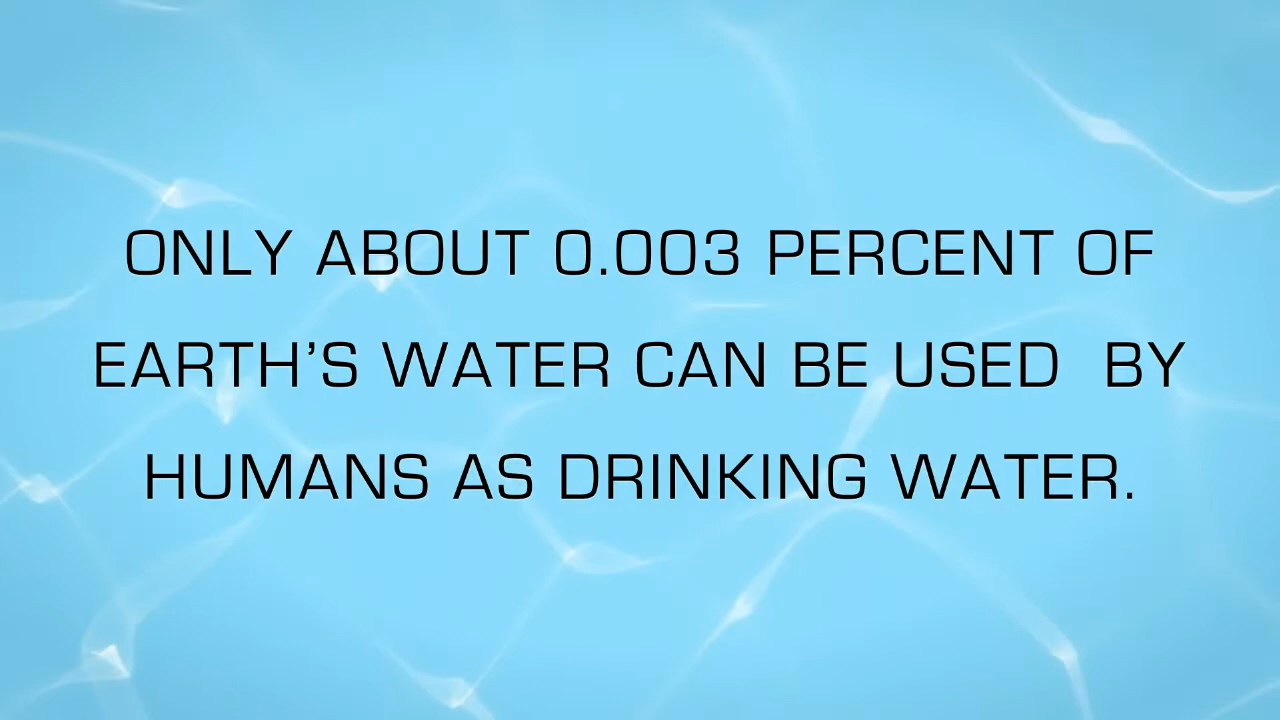 ONLY ABOUT 0.003 PERCENT OF
EARTH’S WATER CAN BE USED  BY
HUMANS AS DRINKING WATER.